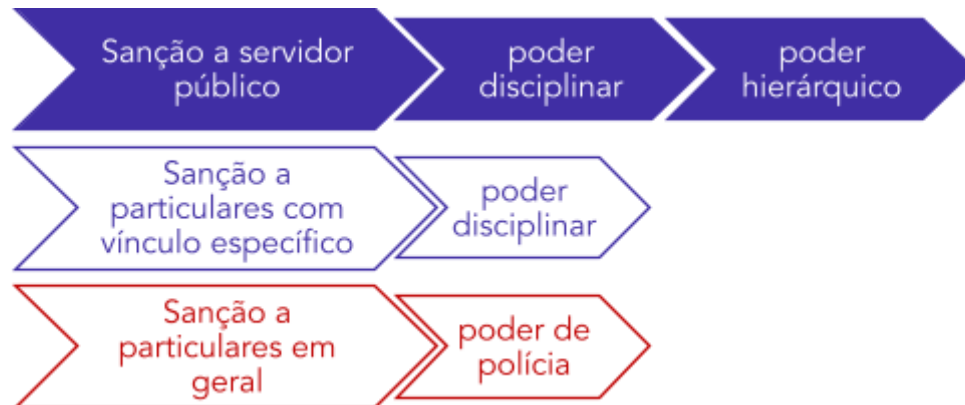 Sanção a servidor
público
poder
disciplinar
poder
hierárquico
Sanção a
particulares com
vínculo específico
poder
disciplinar
Sanção a
particulares em
geral
poder de
polícia